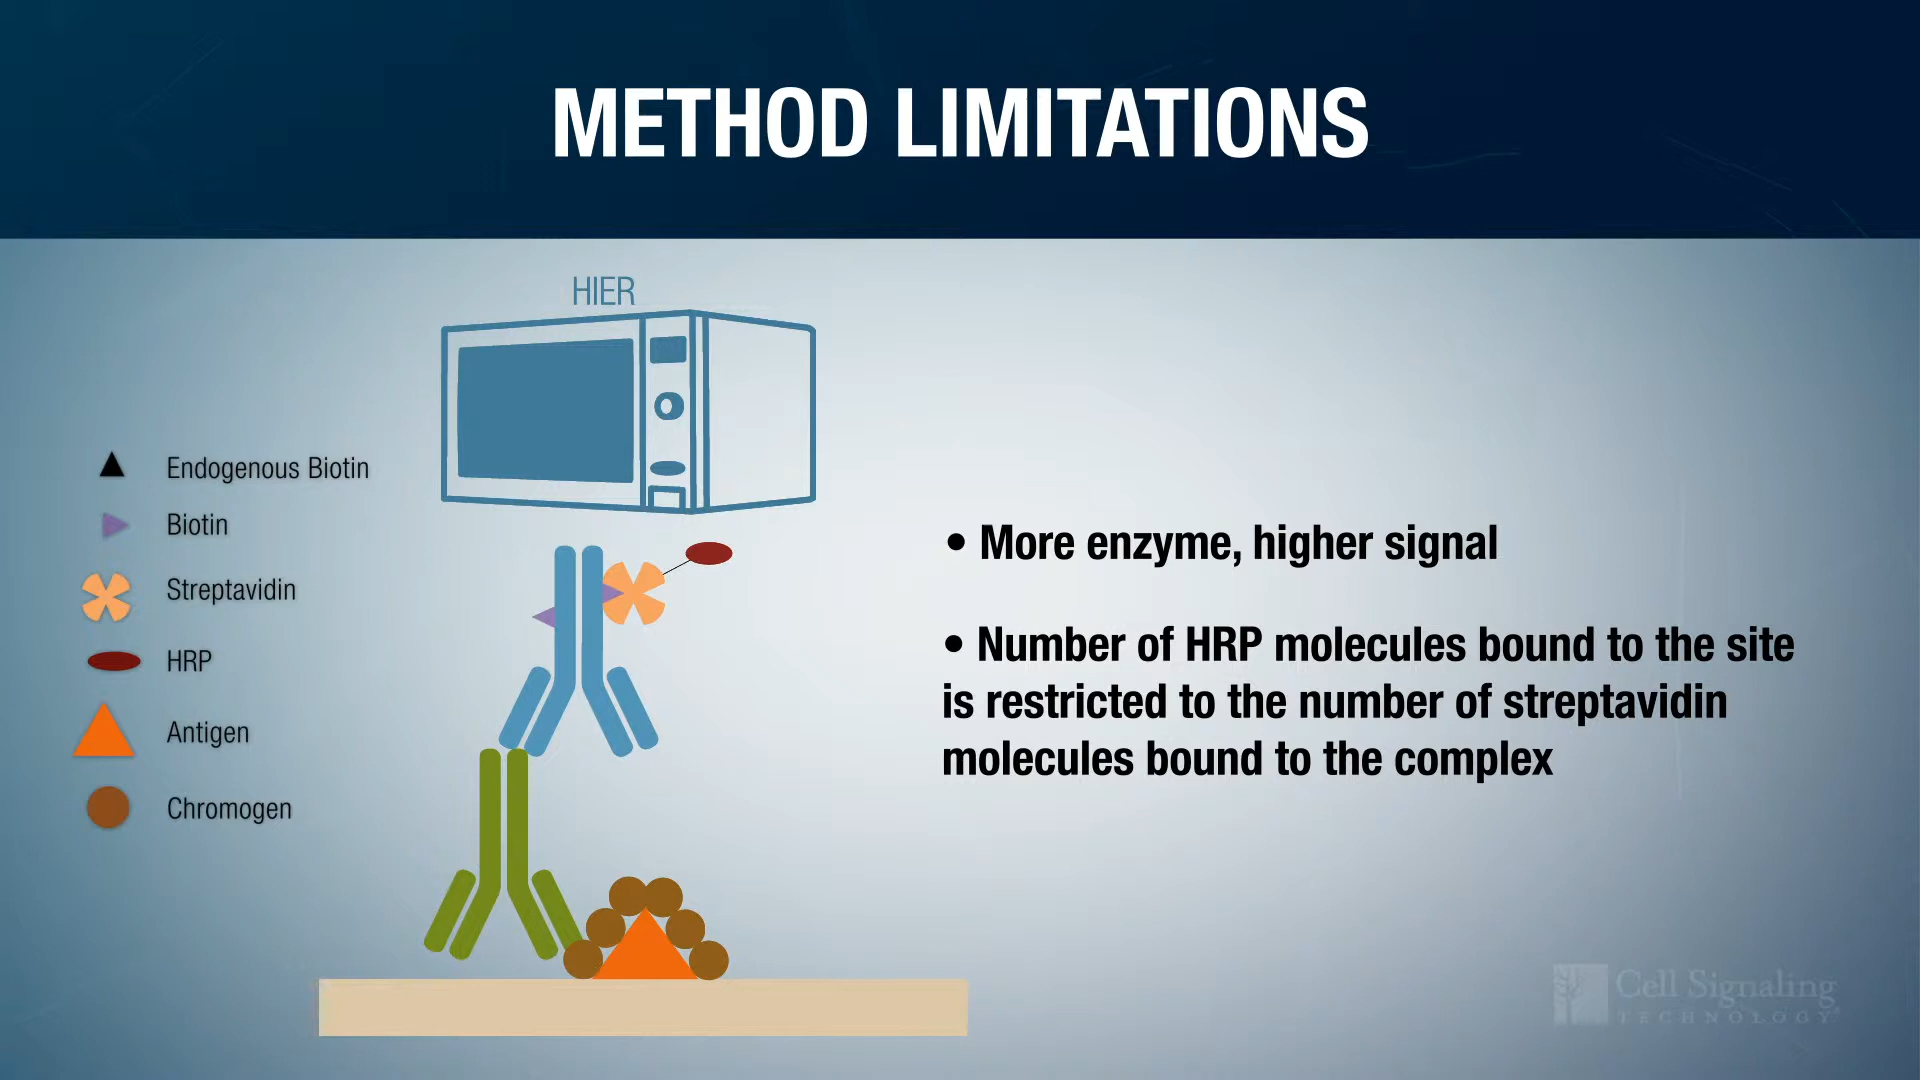 METHOD LIMITATIONS
HIER
Endogenous Biotin
Biotin
Streptavidin
HRP
Antigen
Chromogen
• More enzyme, higher signal
• Number of HRP molecules bound to the site
is restricted to the number of streptavidin
molecules bound to the complex
Cell Signaling
TECHNOLOGY®